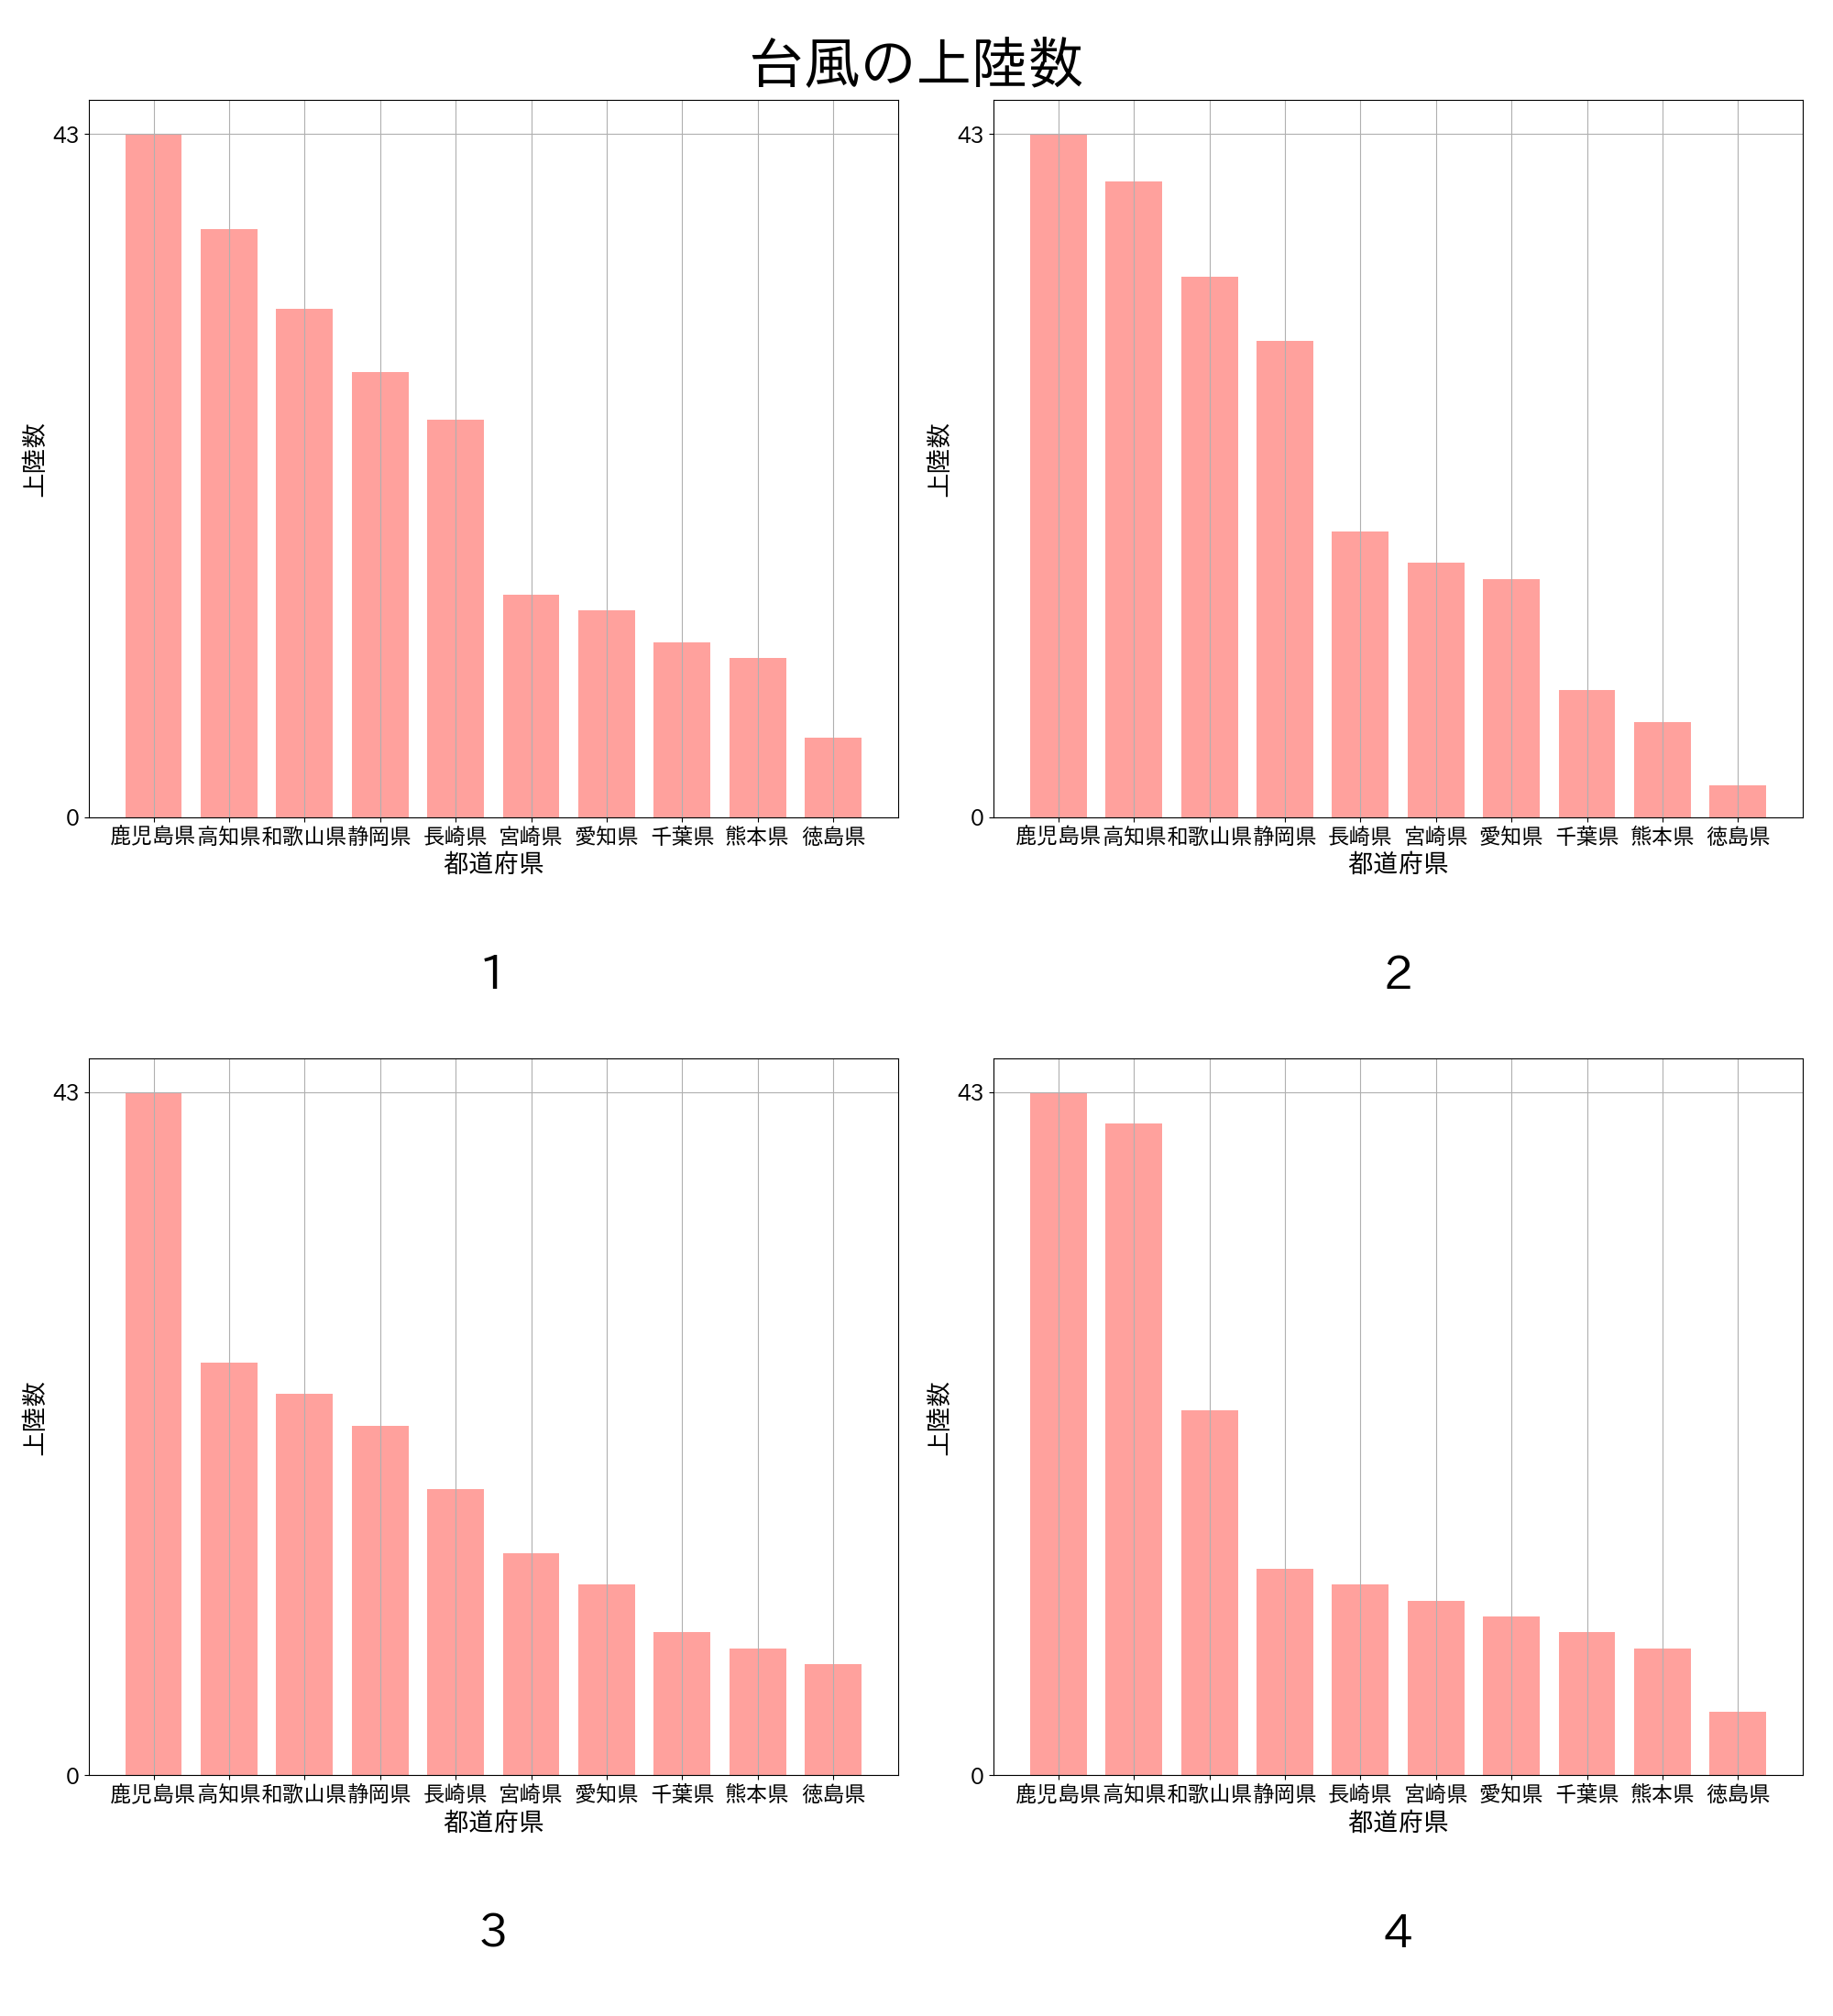 台風の上陸数
43
0
上陸数
鹿児島県 高知県 和歌山県 静岡県 長崎県 宮崎県 愛知県 千葉県 熊本県 徳島県
都道府県
1
43
0
上陸数
鹿児島県 高知県 和歌山県 静岡県 長崎県 宮崎県 愛知県 千葉県 熊本県 徳島県
都道府県
2
43
0
上陸数
鹿児島県 高知県 和歌山県 静岡県 長崎県 宮崎県 愛知県 千葉県 熊本県 徳島県
都道府県
3
43
0
上陸数
鹿児島県 高知県 和歌山県 静岡県 長崎県 宮崎県 愛知県 千葉県 熊本県 徳島県
都道府県
4